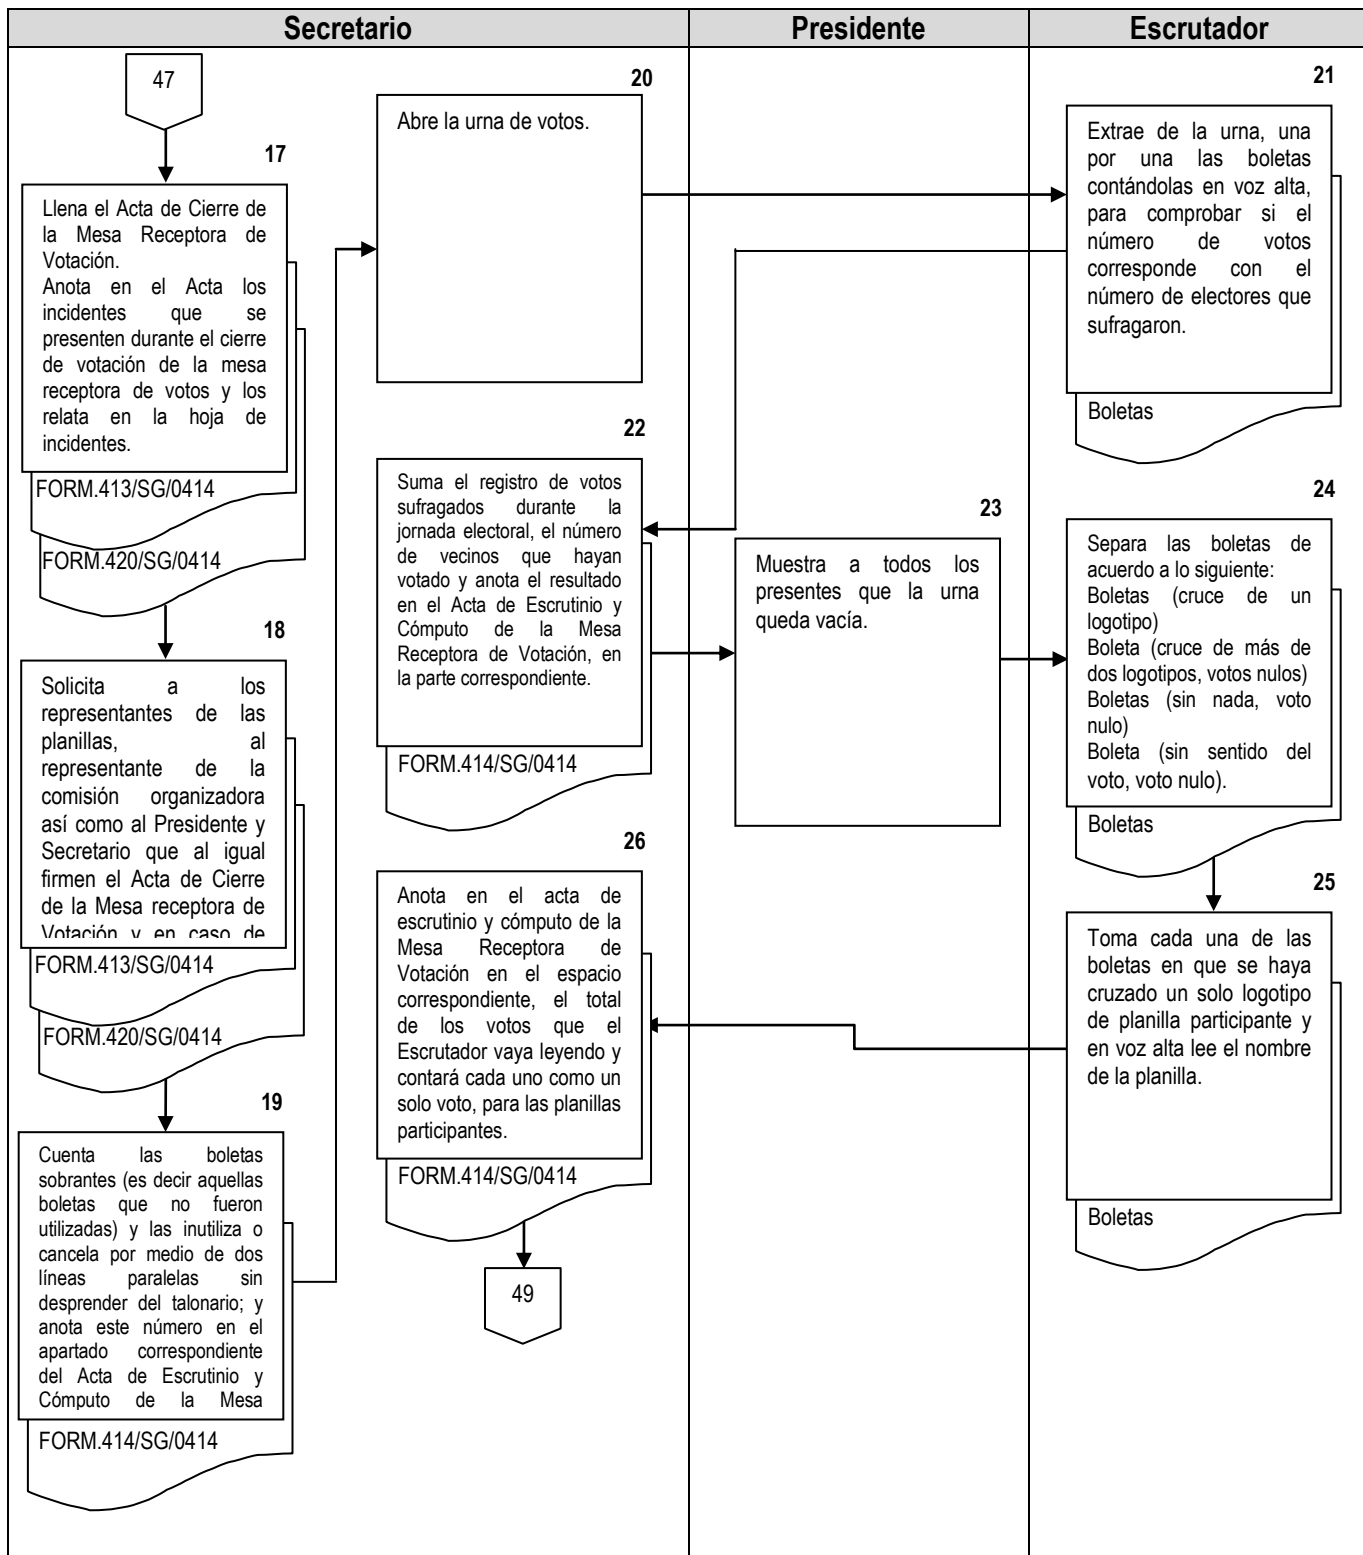 Secretario
Presidente
Escrutador
47
17
Llena el Acta de Cierre de
la Mesa Receptora de
Votación.
Anota en el Acta los
incidentes que se
presenten durante el cierre
de votación de la mesa
receptora de votos y los
relata en la hoja de
incidentes.
FORM.413/SG/0414
FORM.420/SG/0414
18
Solicita a los
representantes de las
planillas, al
representante de la
comisión organizadora
así como al Presidente y
Secretario que al igual
firmen el Acta de Cierre
de la Mesa receptora de
Votación y en caso de
FORM.413/SG/0414
FORM.420/SG/0414
19
Cuenta las boletas
sobrantes (es decir aquellas
boletas que no fueron
utilizadas) y las inutiliza o
cancela por medio de dos
líneas paralelas sin
desprender del talonario; y
anota este número en el
apartado correspondiente
del Acta de Escrutinio y
Cómputo de la Mesa
FORM.414/SG/0414
20
Abre la urna de votos.
21
Extrae de la urna, una
por una las boletas
contándolas en voz alta,
para comprobar si el
número de votos
corresponde con el
número de electores que
sufragaron.
Boletas
22
Suma el registro de votos
sufragados durante la
jornada electoral, el número
de vecinos que hayan
votado y anota el resultado
en el Acta de Escrutinio y
Cómputo de la Mesa
Receptora de Votación, en
la parte correspondiente.
FORM.414/SG/0414
23
Muestra a todos los
presentes que la urna
queda vacía.
24
Separa las boletas de
acuerdo a lo siguiente:
Boletas (cruce de un
logotipo)
Boleta (cruce de más de
dos logotipos, votos nulos)
Boletas (sin nada, voto
nulo)
Boleta (sin sentido del
voto, voto nulo).
Boletas
25
Toma cada una de las
boletas en que se haya
cruzado un solo logotipo
de planilla participante y
en voz alta lee el nombre
de la planilla.
Boletas
26
Anota en el acta de
escrutinio y cómputo de la
Mesa Receptora de
Votación en el espacio
correspondiente, el total
de los votos que el
Escrutador vaya leyendo y
contará cada uno como un
solo voto, para las planillas
participantes.
FORM.414/SG/0414
49